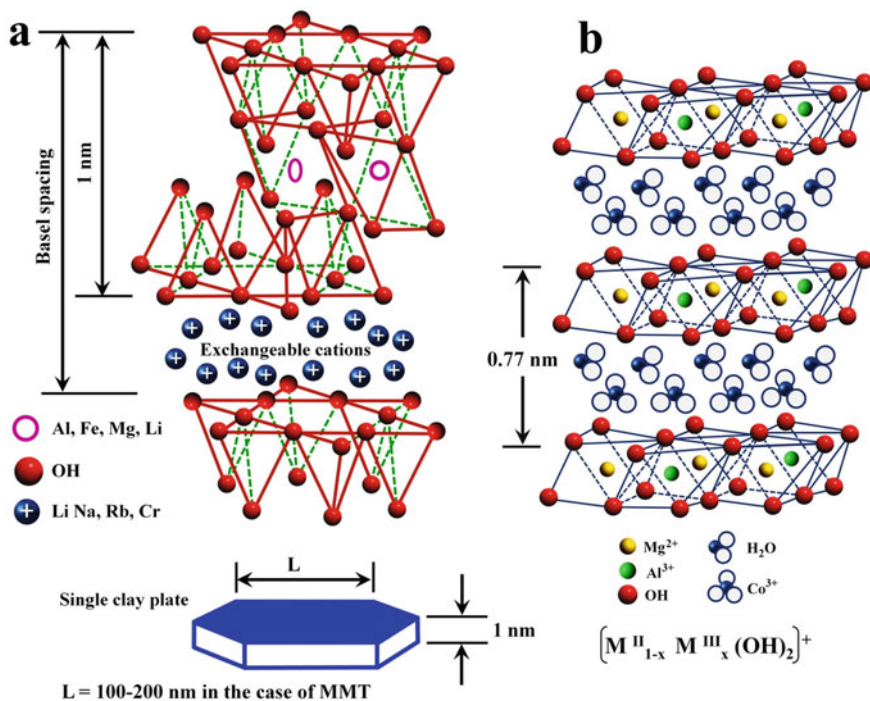 a
Basel spacing
1 nm
Exchangeable cations
Al, Fe, Mg, Li
OH
Li Na, Rb, Cr
L
Single clay plate
1 nm
L = 100-200 nm in the case of MMT
b
0.77 nm
Mg²⁺
Al³⁺
OH
H₂O
Co³⁺
[M ᴵᴵ₁₋ₓ M ᴵᴵᴵₓ (OH)₂]⁺